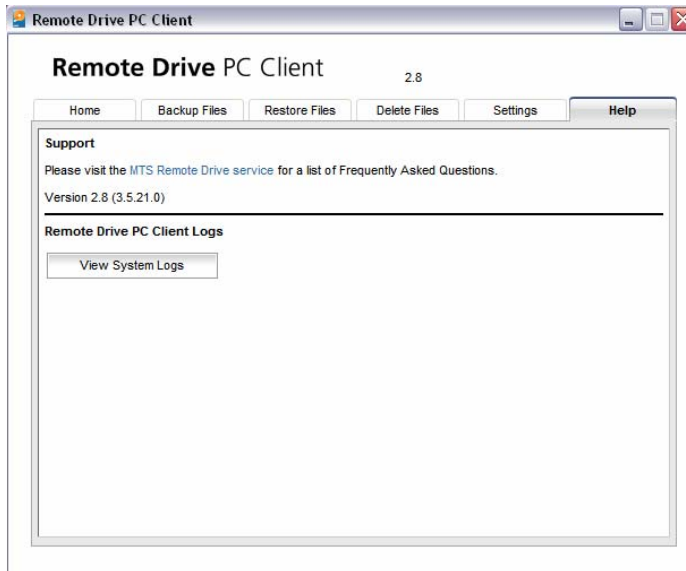 Remote Drive PC Client
Remote Drive PC Client 2.8
Home Backup Files Restore Files Delete Files Settings Help
Support
Please visit the MTS Remote Drive service for a list of Frequently Asked Questions.
Version 2.8 (3.5.21.0)
Remote Drive PC Client Logs
View System Logs